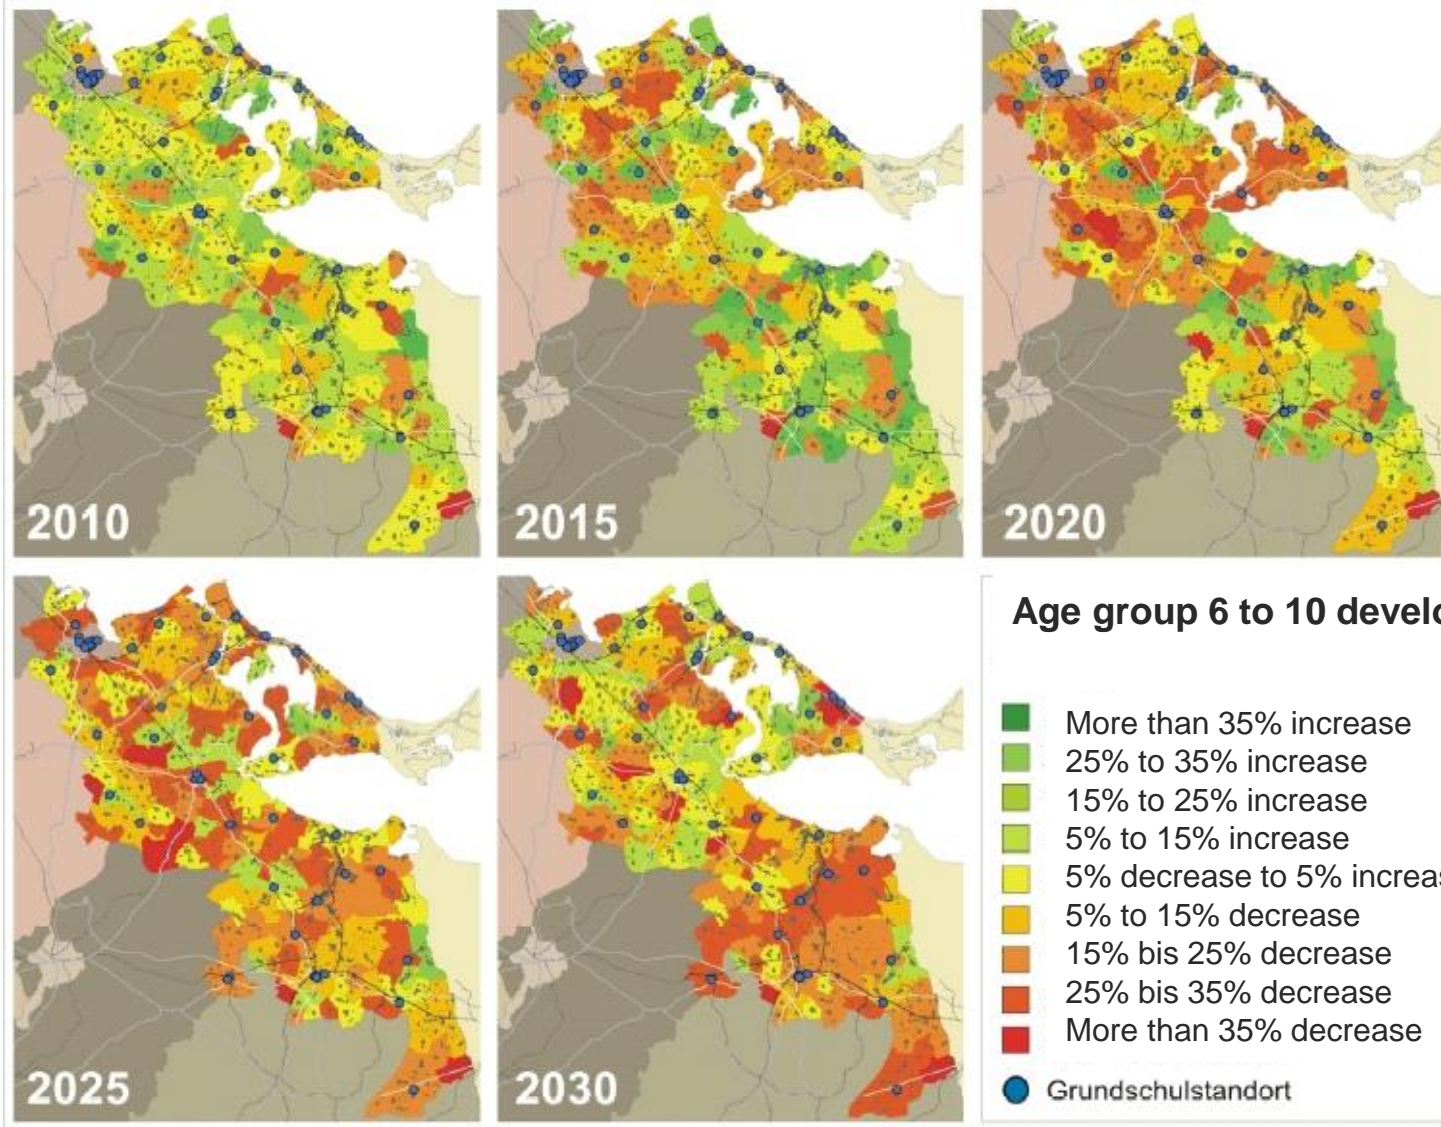 2010
2015
2020
2025
2030
Age group 6 to 10 develo
More than 35% increase
25% to 35% increase
15% to 25% increase
5% to 15% increase
5% decrease to 5% increas
5% to 15% decrease
15% bis 25% decrease
25% bis 35% decrease
More than 35% decrease
Grundschulstandort